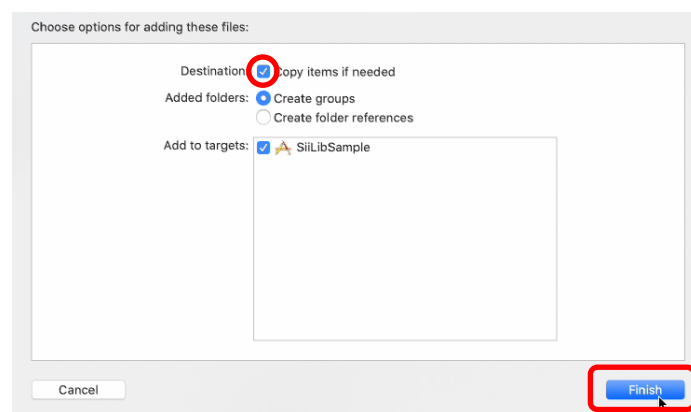 Choose options for adding these files:
Destination: Copy items if needed
Added folders: Create groups
Create folder references
Add to targets: SiiLibSample
Cancel Finish